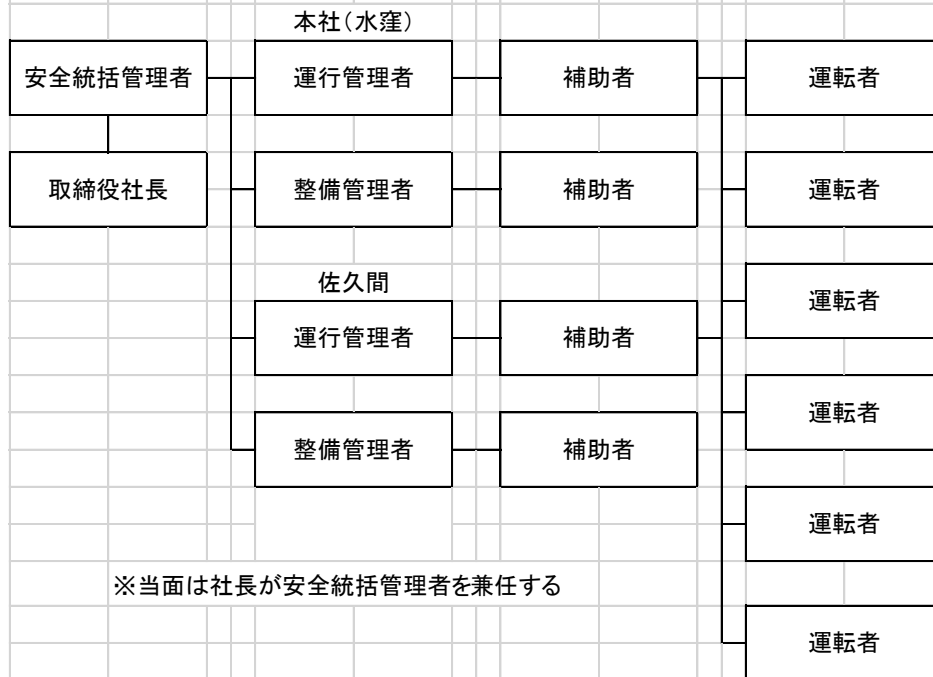 本社（水窪）
安全統括管理者
運行管理者
補助者
運転者
取締役社長
整備管理者
補助者
運転者
佐久間
運転者
運行管理者
補助者
運転者
整備管理者
補助者
運転者
※当面は社長が安全統括管理者を兼任する
運転者